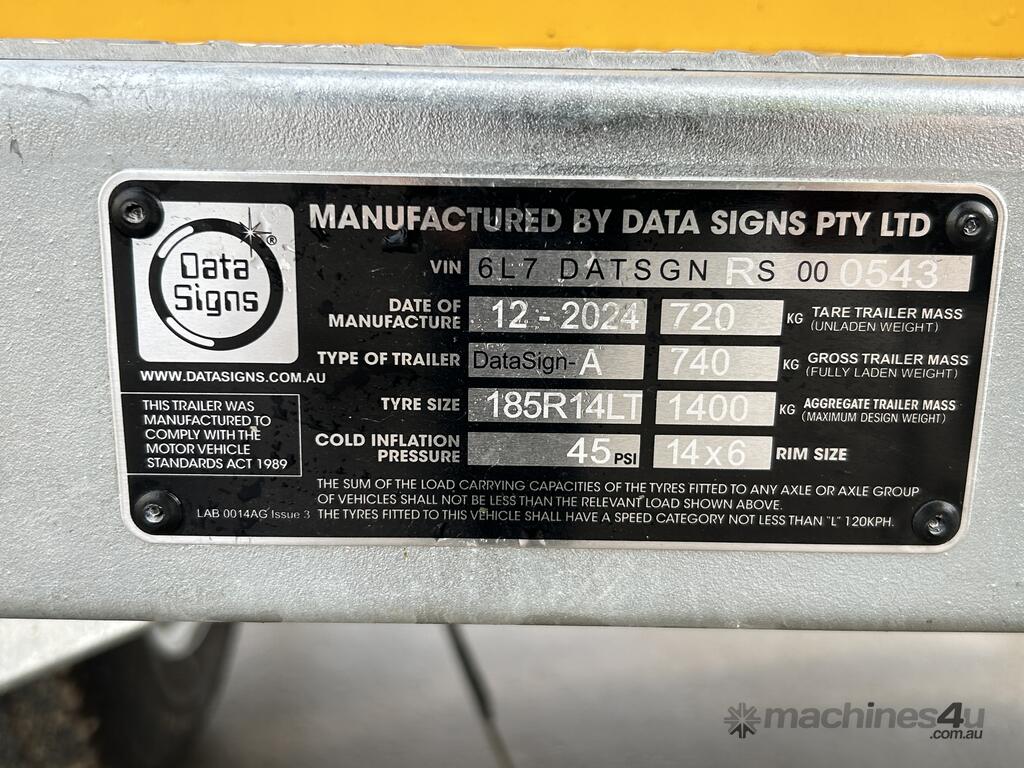 Data
Signs
®
WWW.DATASIGNS.COM.AU
MANUFACTURED BY DATA SIGNS PTY LTD
VIN 6L7 DATSGN RS 00 0543
DATE OF
MANUFACTURE 12 - 2024 720 KG TARE TRAILER MASS
(UNLADEN WEIGHT)
TYPE OF TRAILER DataSign-A 740 KG GROSS TRAILER MASS
(FULLY LADEN WEIGHT)
TYRE SIZE 185R14LT 1400 KG AGGREGATE TRAILER MASS
(MAXIMUM DESIGN WEIGHT)
COLD INFLATION
PRESSURE 45 PSI 14x6 RIM SIZE
THIS TRAILER WAS
MANUFACTURED TO
COMPLY WITH THE
MOTOR VEHICLE
STANDARDS ACT 1989
THE SUM OF THE LOAD CARRYING CAPACITIES OF THE TYRES FITTED TO ANY AXLE OR AXLE GROUP
OF VEHICLES SHALL NOT BE LESS THAN THE RELEVANT LOAD SHOWN ABOVE.
LAB 0014AG Issue 3 THE TYRES FITTED TO THIS VEHICLE SHALL HAVE A SPEED CATEGORY NOT LESS THAN "L" 120KPH.
machines4u
.com.au